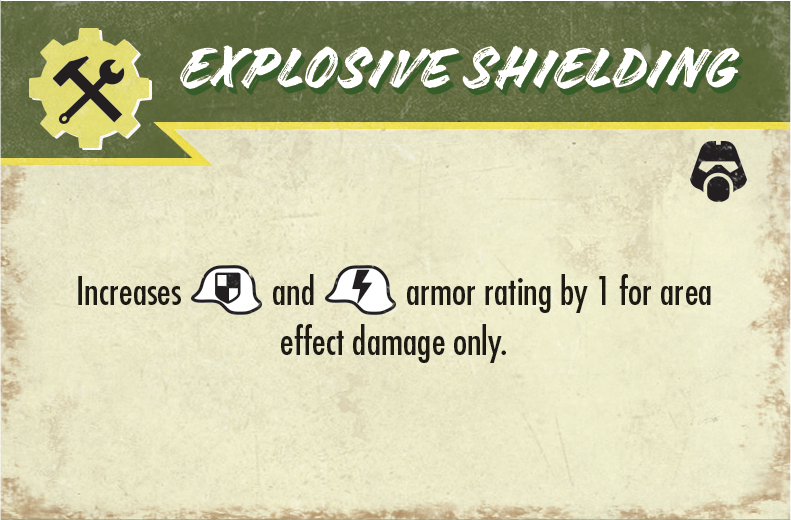 EXPLOSIVE SHIELDING
Increases and armor rating by 1 for area
effect damage only.